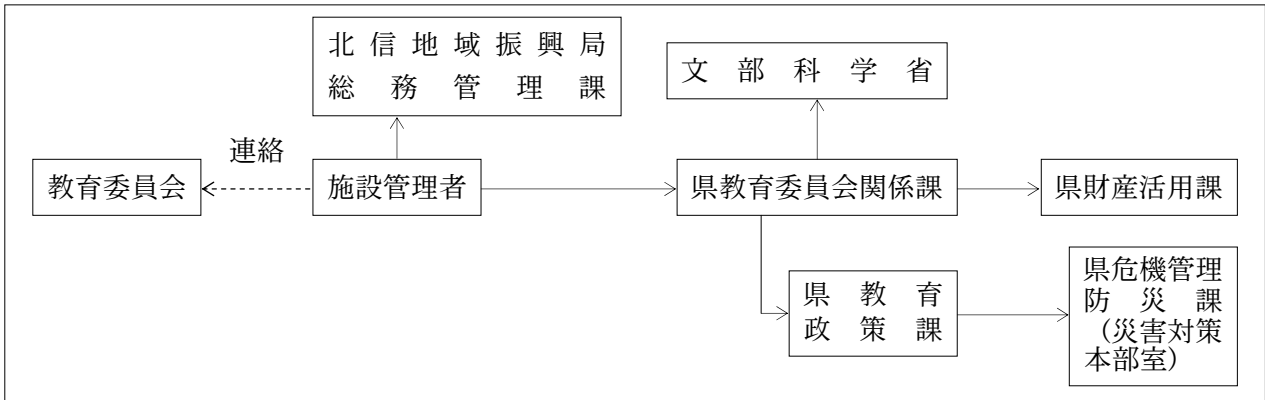 北信地域振興局
総務管理課
文部科学省
連絡
教育委員会
施設管理者
県教育委員会関係課
県財産活用課
県教育
政策課
県危機管理
防災課
（災害対策
本部室）